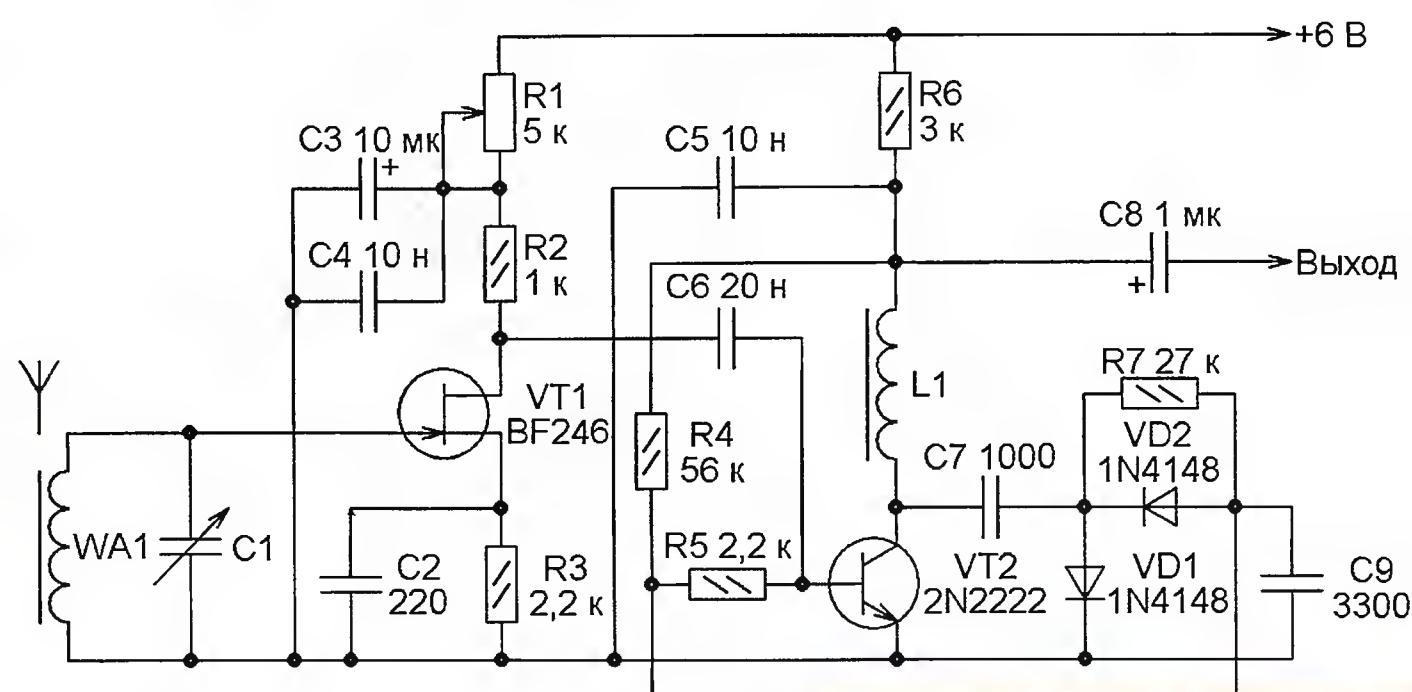 +6 В
R1
5 к
R6
3 к
C3 10 мк
+
C5 10 н
C8 1 мк
+
Выход
R2
1 к
C4 10 н
C6 20 н
R7 27 к
L1
VT1
BF246
R4
56 к
VD2
1N4148
C7 1000
WA1
C1
C2
220
R3
2,2 к
R5 2,2 к
VT2
2N2222
VD1
1N4148
C9
3300